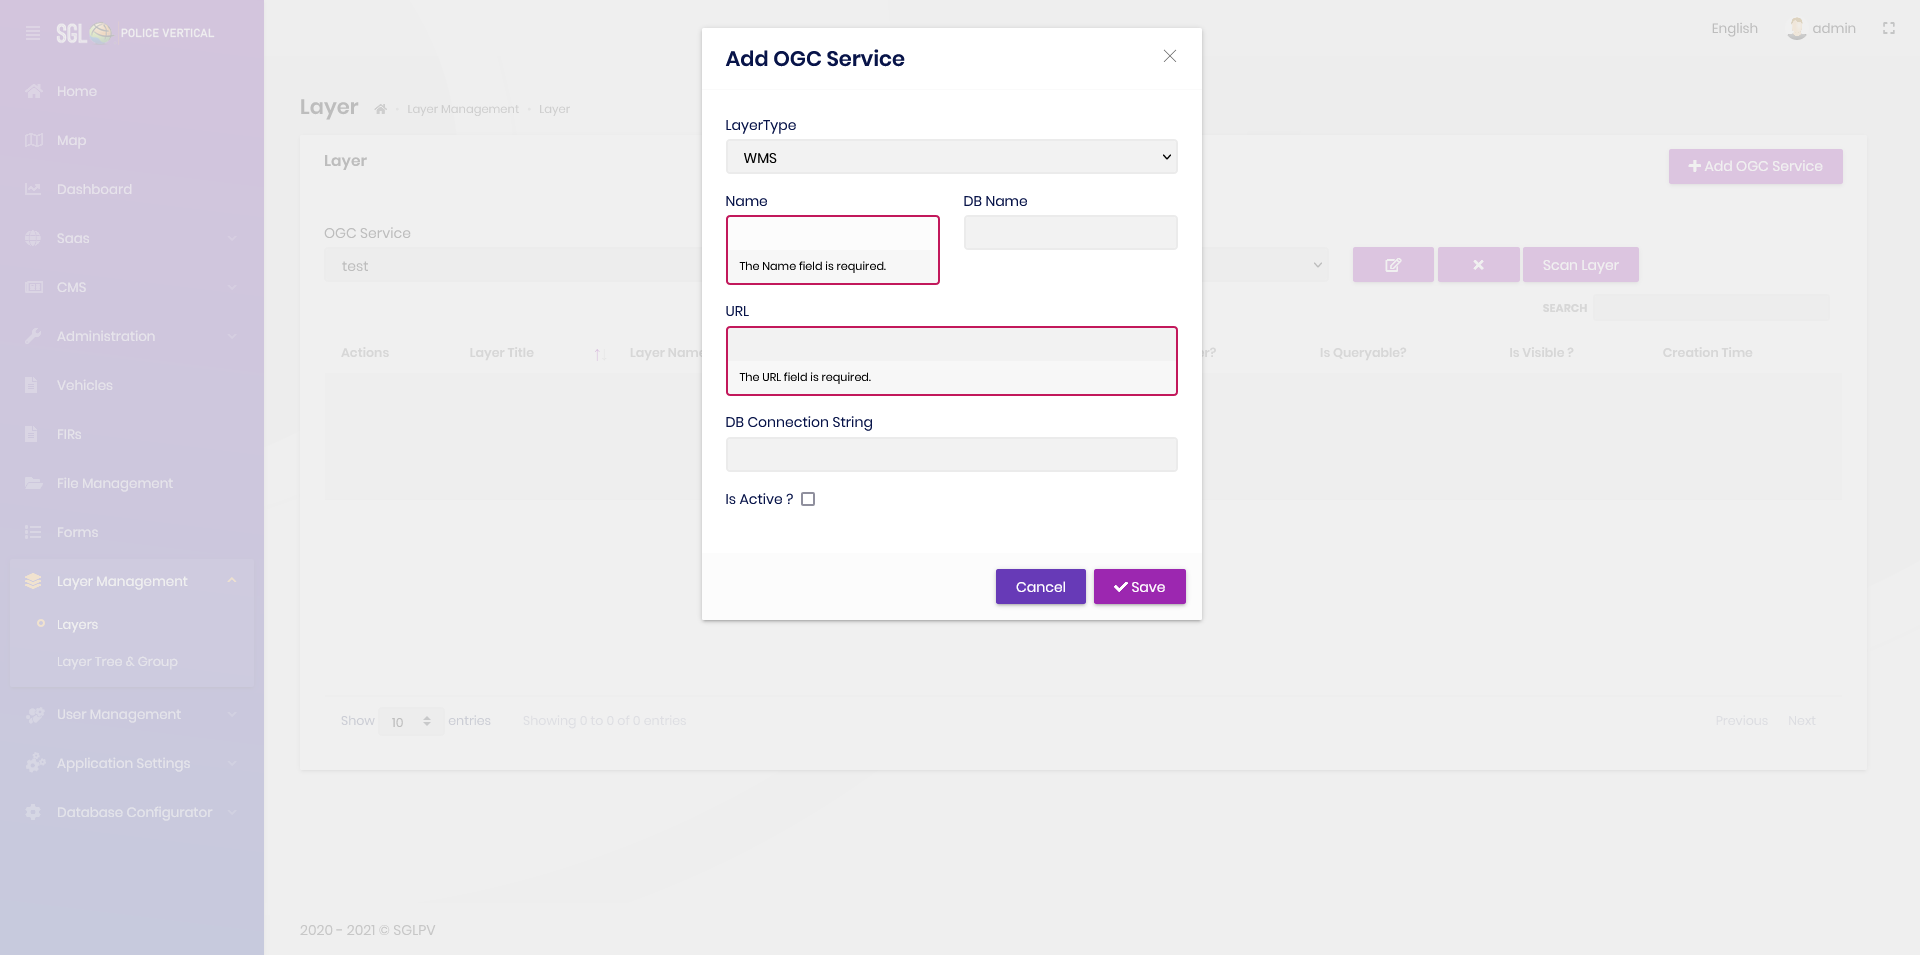 SGL POLICE VERTICAL
English
admin
Home
Map
Dashboard
Saas
CMS
Administration
Vehicles
FIRs
File Management
Forms
Layer Management
Layers
Layer Tree & Group
User Management
Application Settings
Database Configurator
Layer
Layer Management
Layer
Layer
Add OGC Service
OGC Service
test
Scan Layer
SEARCH
Actions
Layer Title
Layer Name
Is Queryable?
Is Visible ?
Creation Time
Show 10 entries
Showing 0 to 0 of 0 entries
Previous
Next
2020 - 2021 © SGLPV
Add OGC Service
LayerType
WMS
Name
DB Name
The Name field is required.
URL
The URL field is required.
DB Connection String
Is Active ?
Cancel
Save